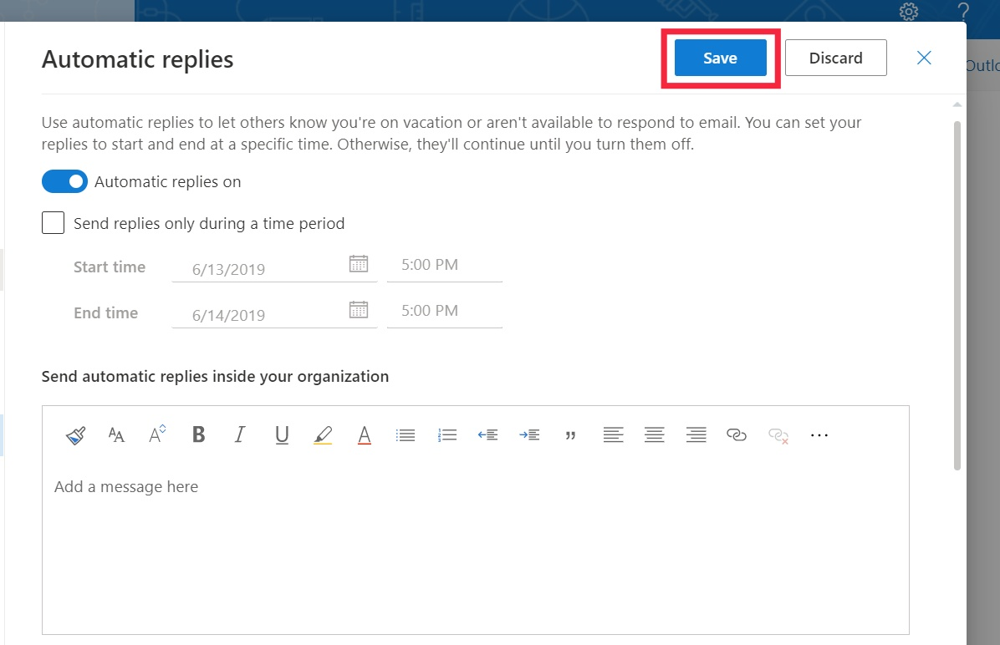 ?
Automatic replies
Save
Discard
Outlo
Use automatic replies to let others know you're on vacation or aren't available to respond to email. You can set your
replies to start and end at a specific time. Otherwise, they'll continue until you turn them off.
Automatic replies on
Send replies only during a time period
Start time 6/13/2019 5:00 PM
End time 6/14/2019 5:00 PM
Send automatic replies inside your organization
Add a message here